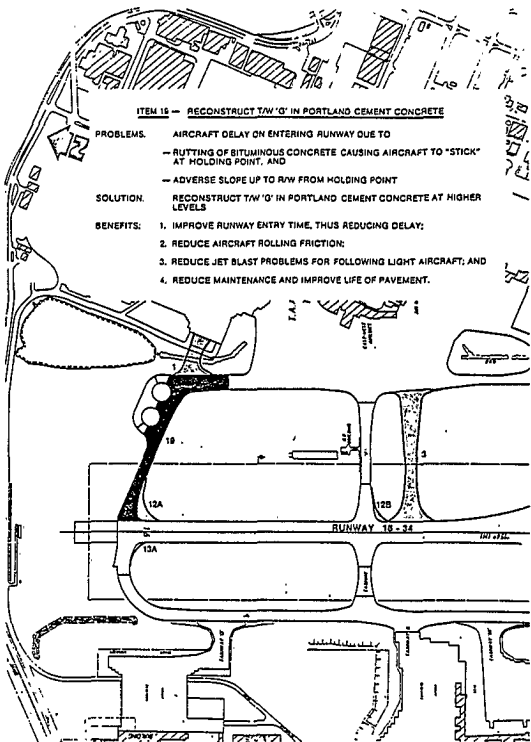 ITEM 19 — RECONSTRUCT T/W 'G' IN PORTLAND CEMENT CONCRETE
PROBLEMS. AIRCRAFT DELAY ON ENTERING RUNWAY DUE TO
— RUTTING OF BITUMINOUS CONCRETE CAUSING AIRCRAFT TO "STICK"
AT HOLDING POINT, AND
— ADVERSE SLOPE UP TO R/W FROM HOLDING POINT
SOLUTION. RECONSTRUCT T/W 'G' IN PORTLAND CEMENT CONCRETE AT HIGHER
LEVELS
BENEFITS: 1. IMPROVE RUNWAY ENTRY TIME, THUS REDUCING DELAY;
2. REDUCE AIRCRAFT ROLLING FRICTION;
3. REDUCE JET BLAST PROBLEMS FOR FOLLOWING LIGHT AIRCRAFT; AND
4. REDUCE MAINTENANCE AND IMPROVE LIFE OF PAVEMENT.
N
T.A.A
1
19
3
12A
12B
RUNWAY 16 - 34
16
13A